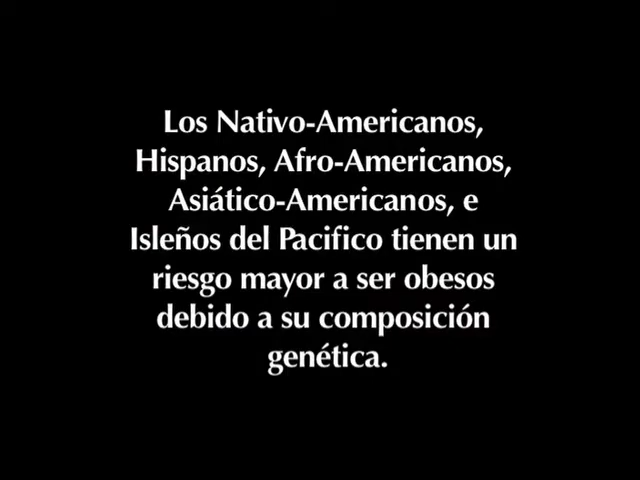 Los Nativo-Americanos,
Hispanos, Afro-Americanos,
Asiático-Americanos, e
Isleños del Pacifico tienen un
riesgo mayor a ser obesos
debido a su composición
genética.